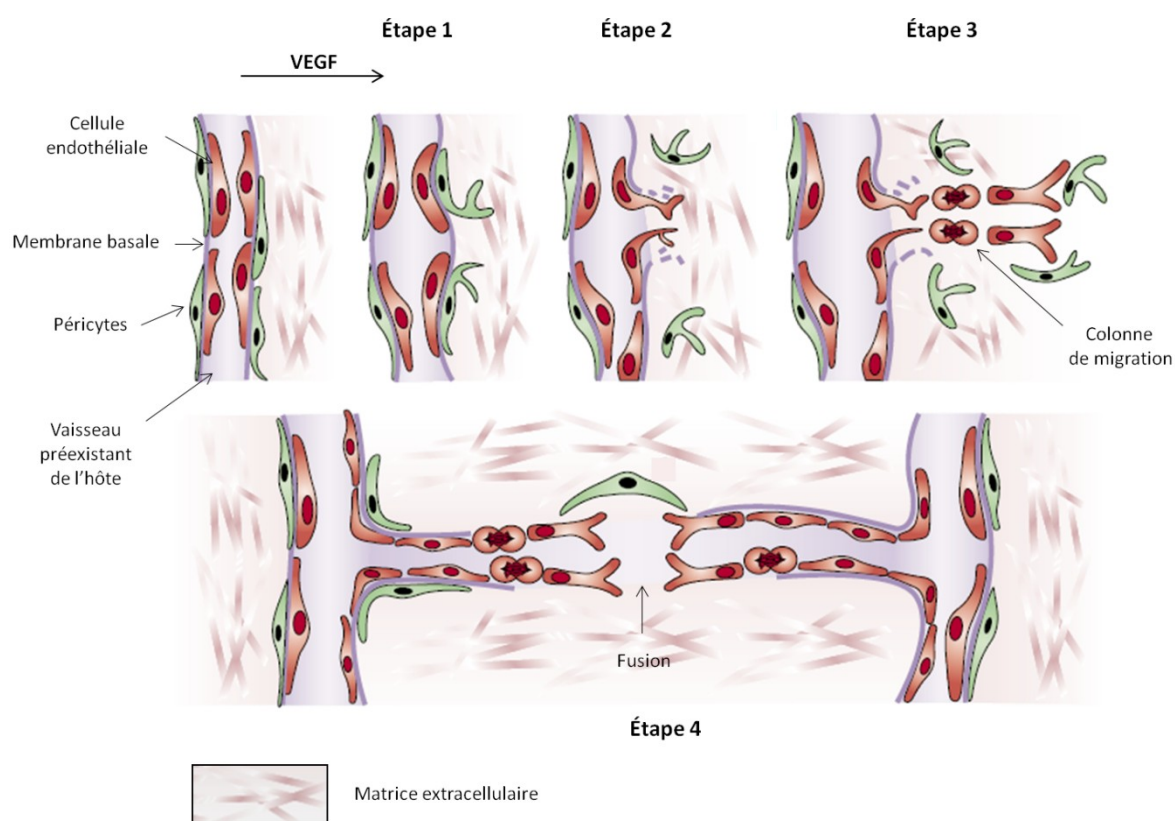 Étape 1
Étape 2
Étape 3
VEGF
Cellule
endothéliale
Membrane basale
Péricytes
Vaisseau
préexistant
de l’hôte
Colonne
de migration
Fusion
Étape 4
Matrice extracellulaire